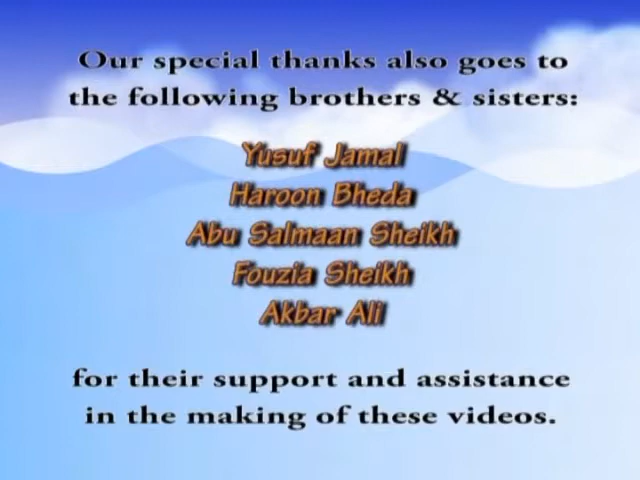 Our special thanks also goes to
the following brothers & sisters:
Yusuf Jamal
Haroon Bheda
Abu Salmaan Sheikh
Fouzia Sheikh
Akbar Ali
for their support and assistance
in the making of these videos.